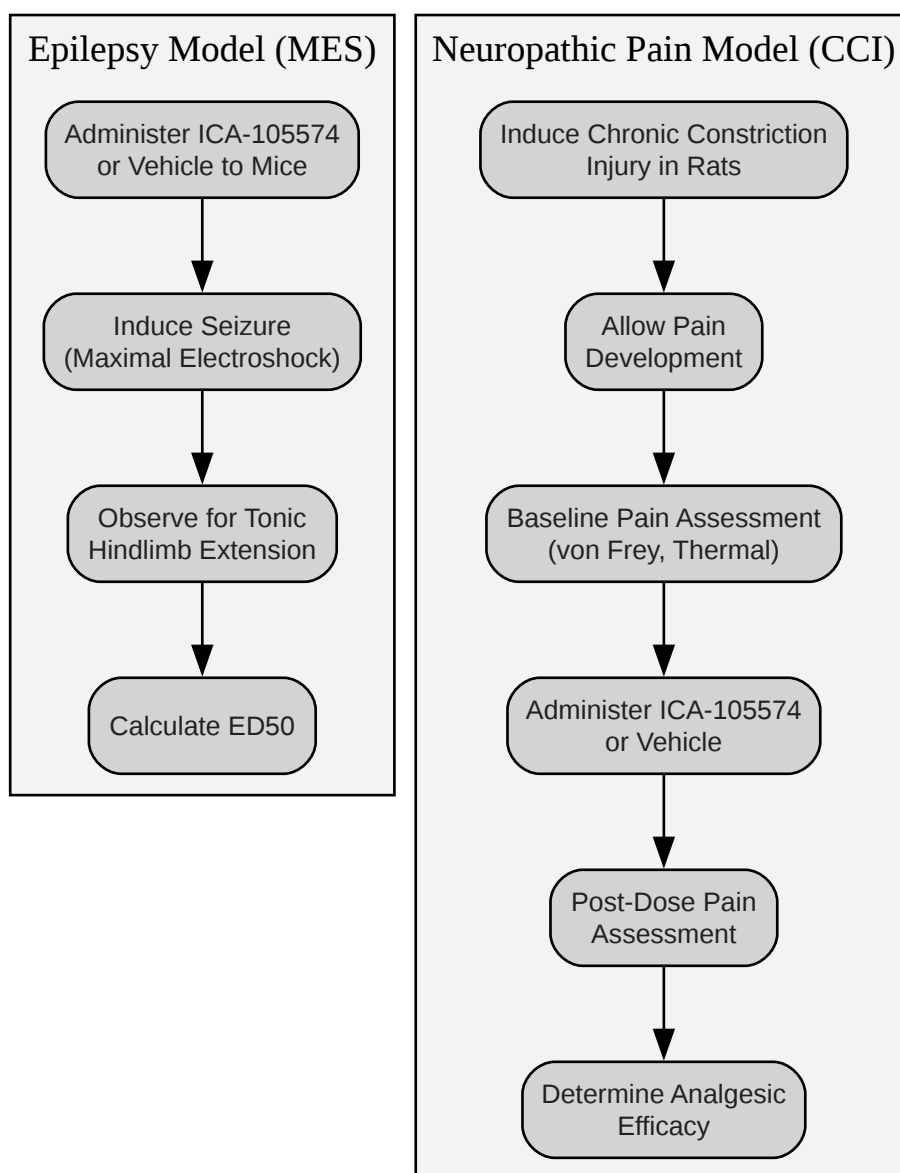 Epilepsy Model (MES)
Administer ICA-105574
or Vehicle to Mice
Induce Seizure
(Maximal Electroshock)
Observe for Tonic
Hindlimb Extension
Calculate ED50
Neuropathic Pain Model (CCI)
Induce Chronic Constriction
Injury in Rats
Allow Pain
Development
Baseline Pain Assessment
(von Frey, Thermal)
Administer ICA-105574
or Vehicle
Post-Dose Pain
Assessment
Determine Analgesic
Efficacy